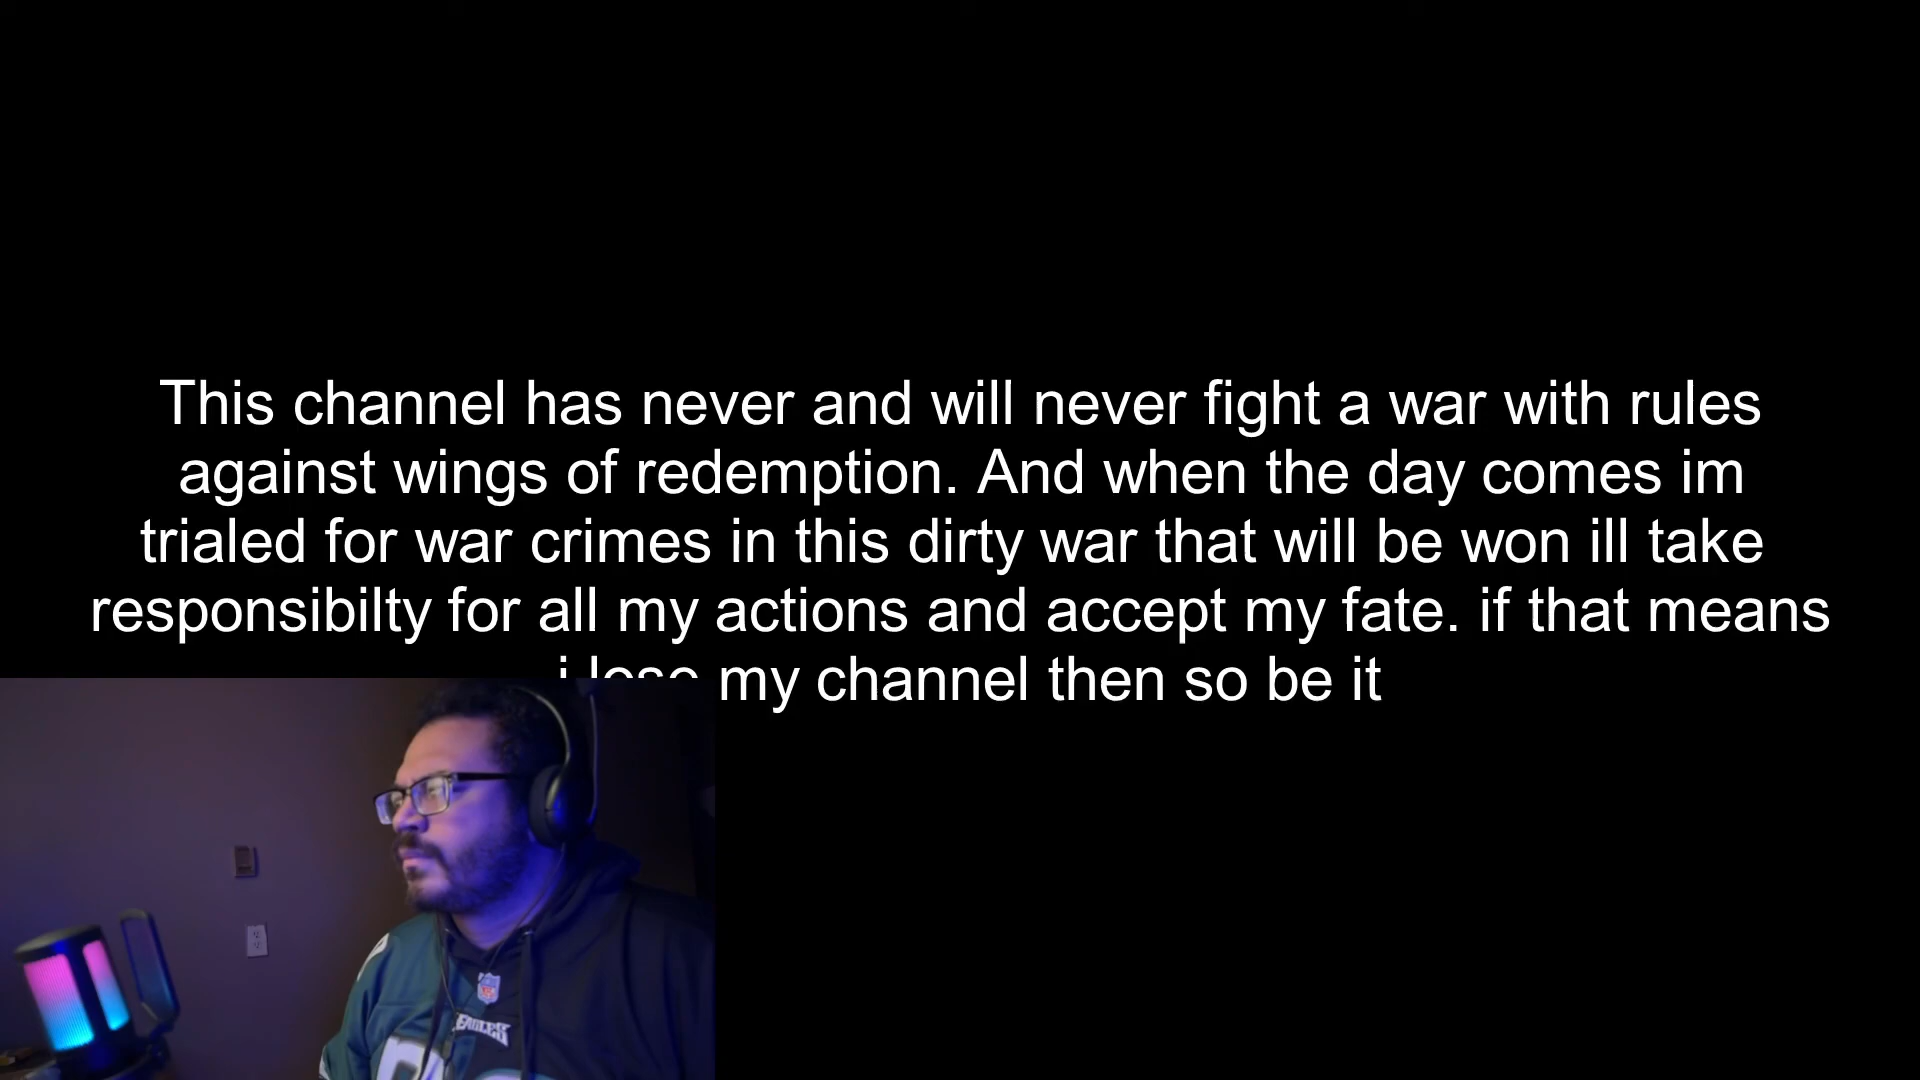 This channel has never and will never fight a war with rules
against wings of redemption. And when the day comes im
trialed for war crimes in this dirty war that will be won ill take
responsibilty for all my actions and accept my fate. if that means
i lose my channel then so be it
EAGLES